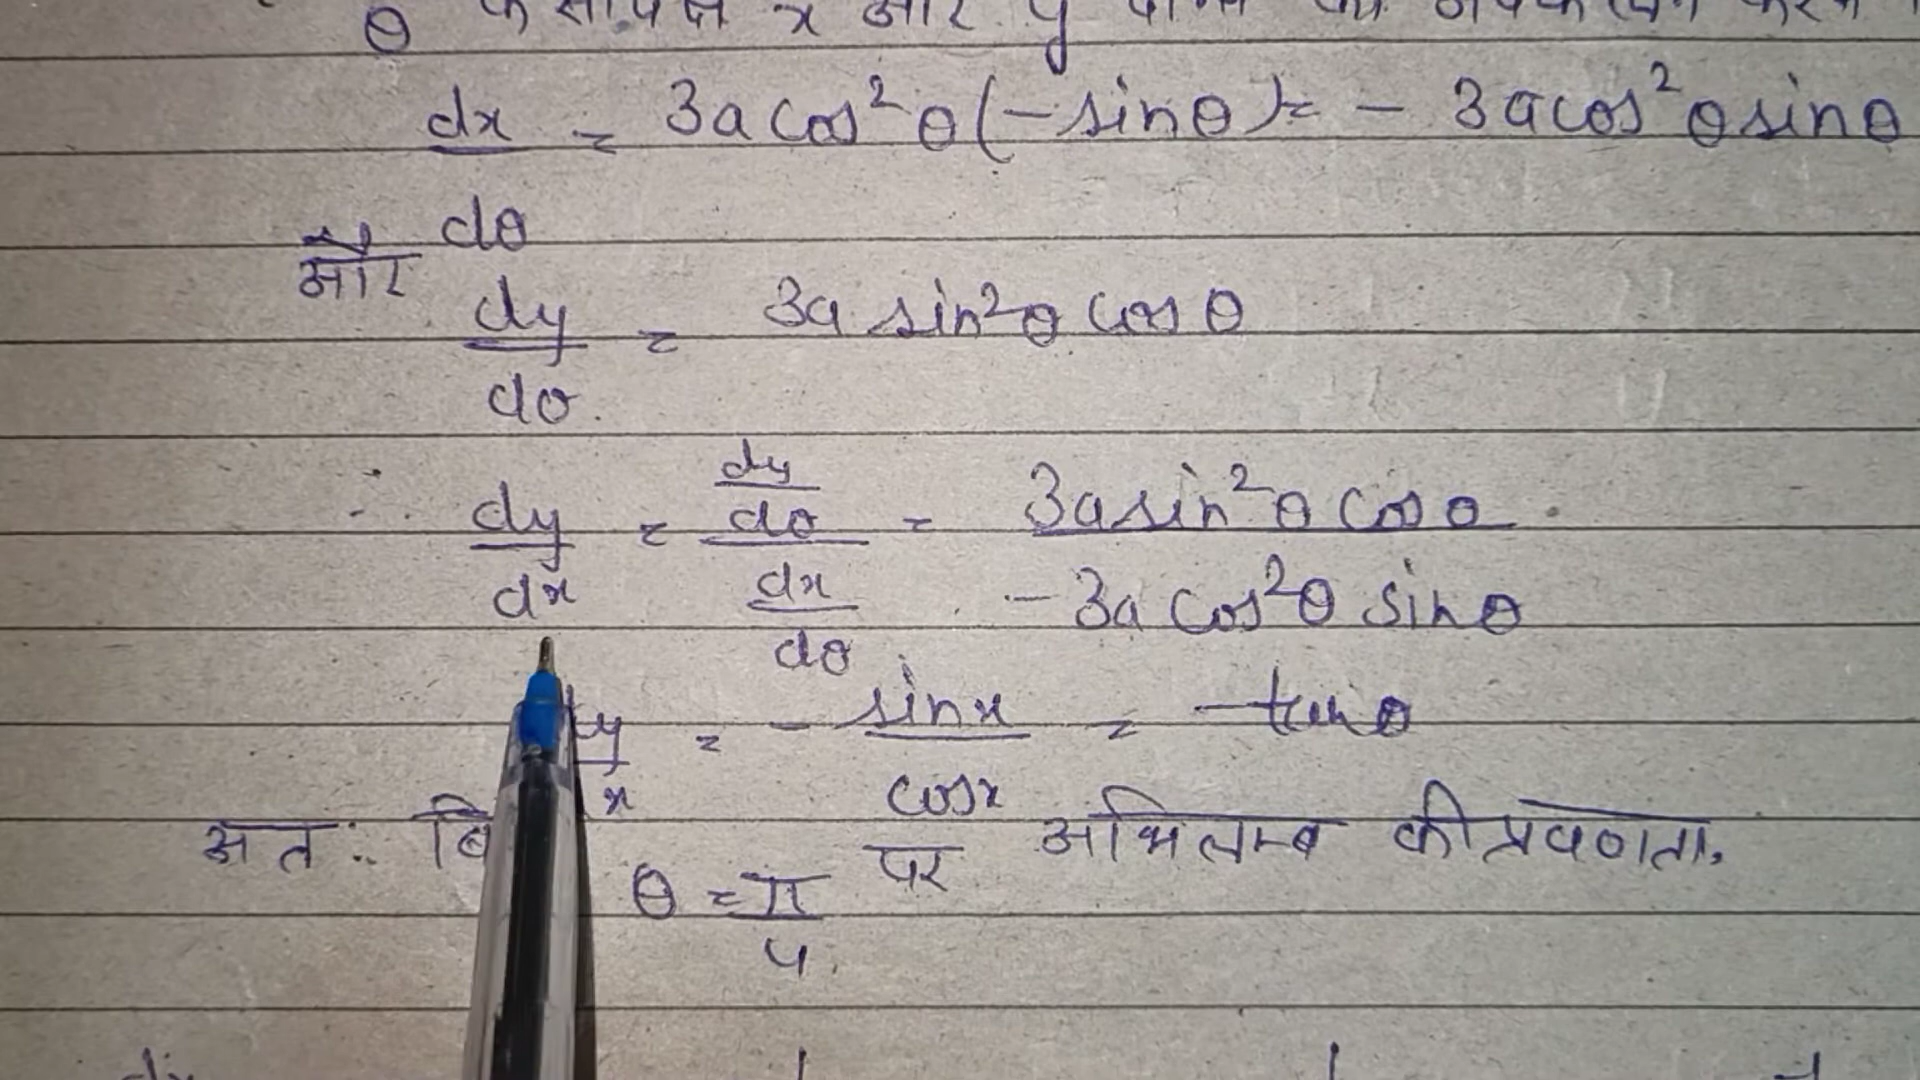 θ के सापेक्ष x और y
dx/dθ = 3a cos²θ(-sinθ) = - 3a cos²θ sinθ
और dy/dθ = 3a sin²θ cosθ
∴ dy/dx = (dy/dθ)/(dx/dθ) = 3a sin²θ cosθ / -3a cos²θ sinθ
= - sinx/cosx = -tanθ
अतः θ = π/4 पर अभिलम्ब की प्रवणता,